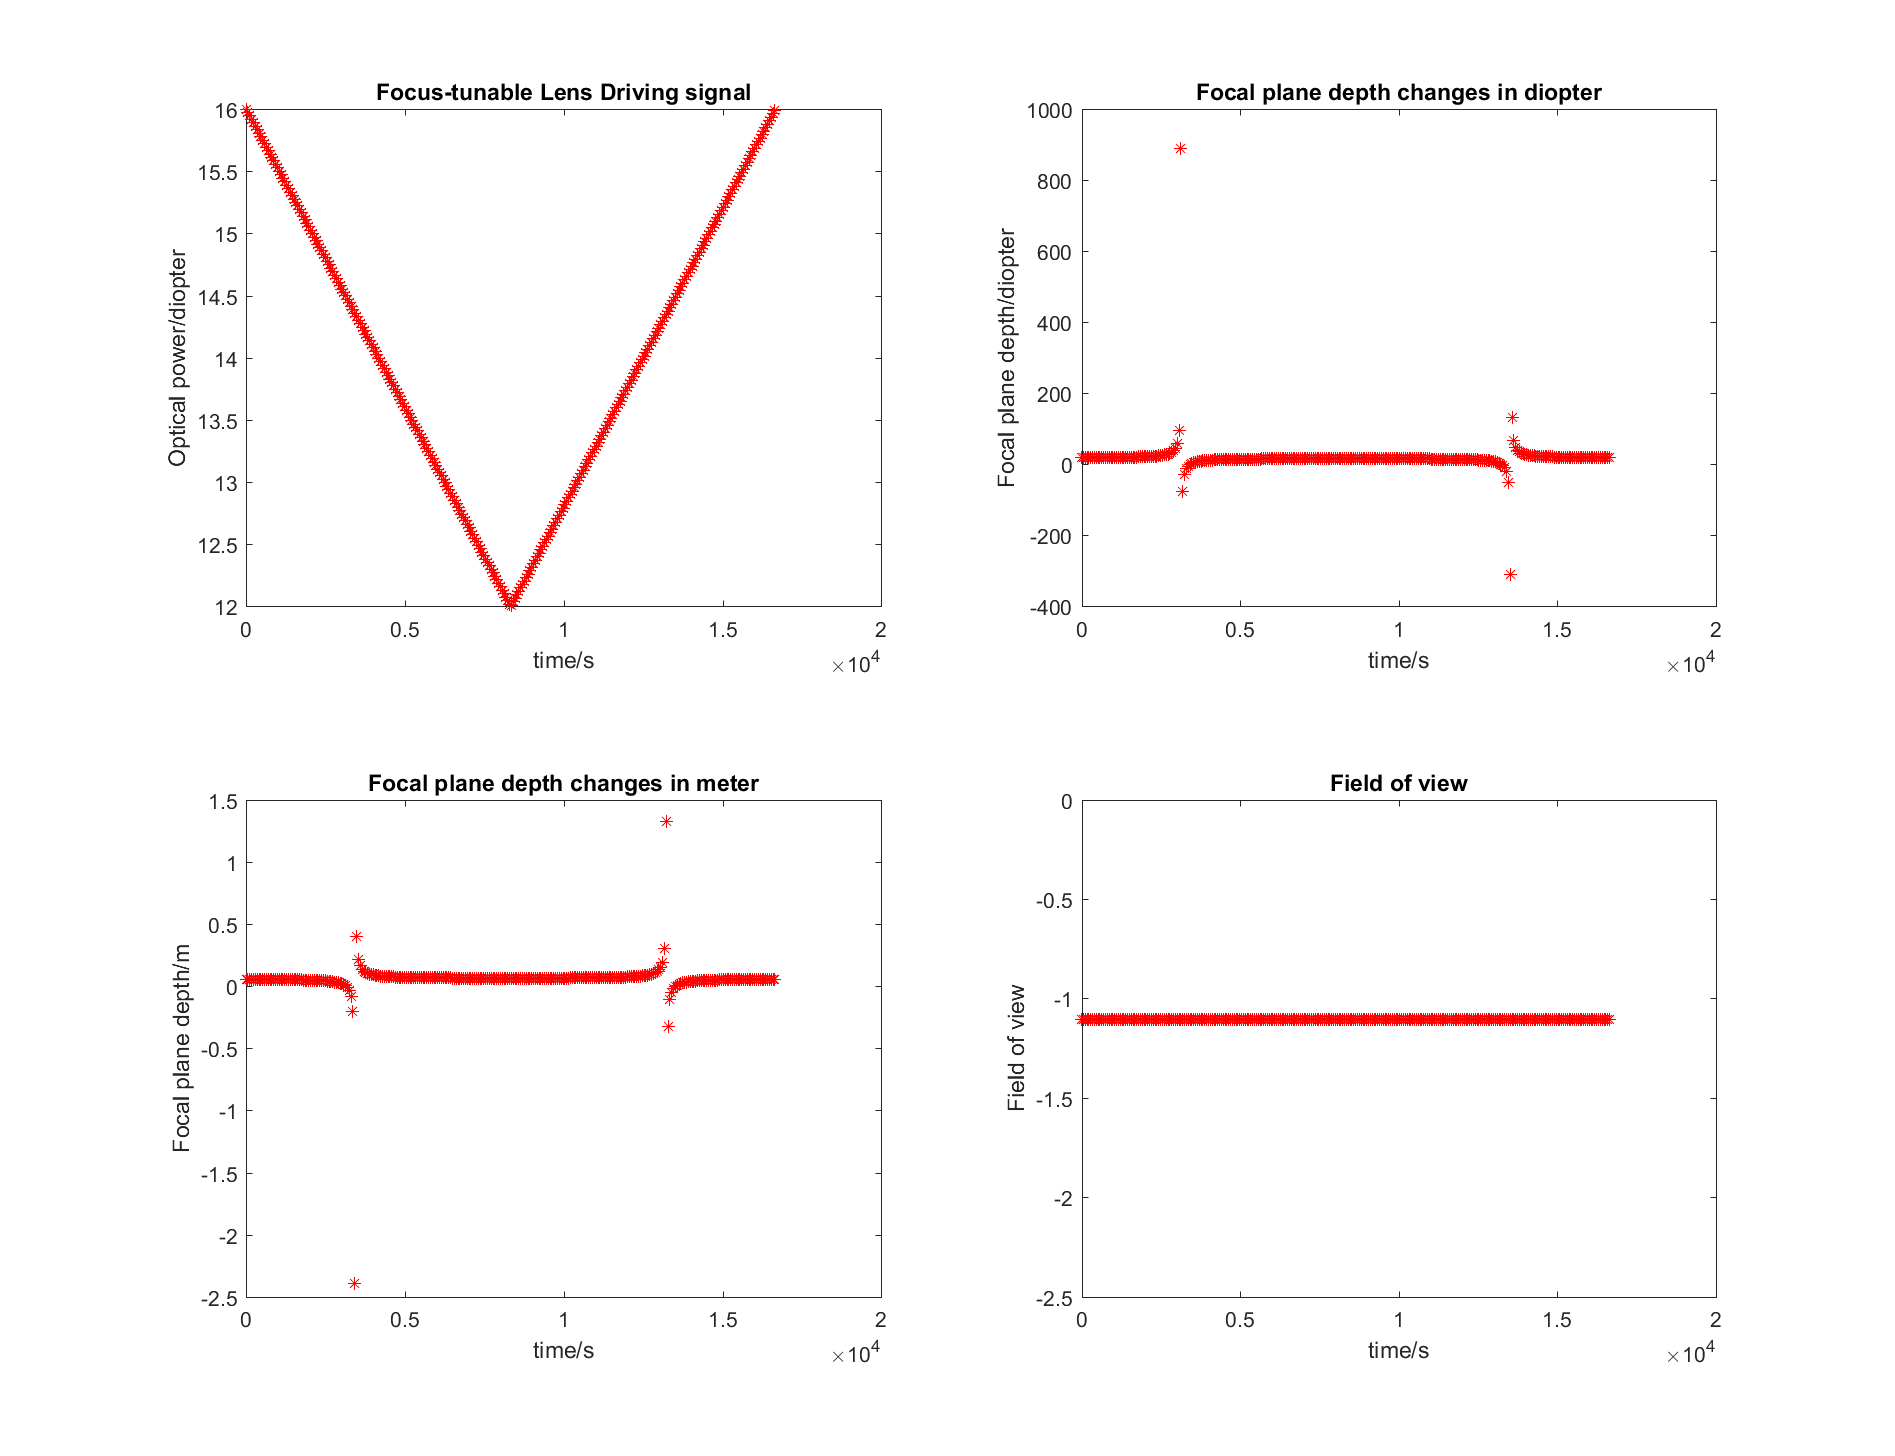 Focus-tunable Lens Driving signal
16
15.5
15
14.5
14
13.5
13
12.5
12
Optical power/diopter
0 0.5 1 1.5 2
time/s
×10^4
Focal plane depth changes in diopter
1000
800
600
400
200
0
-200
-400
Focal plane depth/diopter
0 0.5 1 1.5 2
time/s
×10^4
Focal plane depth changes in meter
1.5
1
0.5
0
-0.5
-1
-1.5
-2
-2.5
Focal plane depth/m
0 0.5 1 1.5 2
time/s
×10^4
Field of view
0
-0.5
-1
-1.5
-2
-2.5
Field of view
0 0.5 1 1.5 2
time/s
×10^4